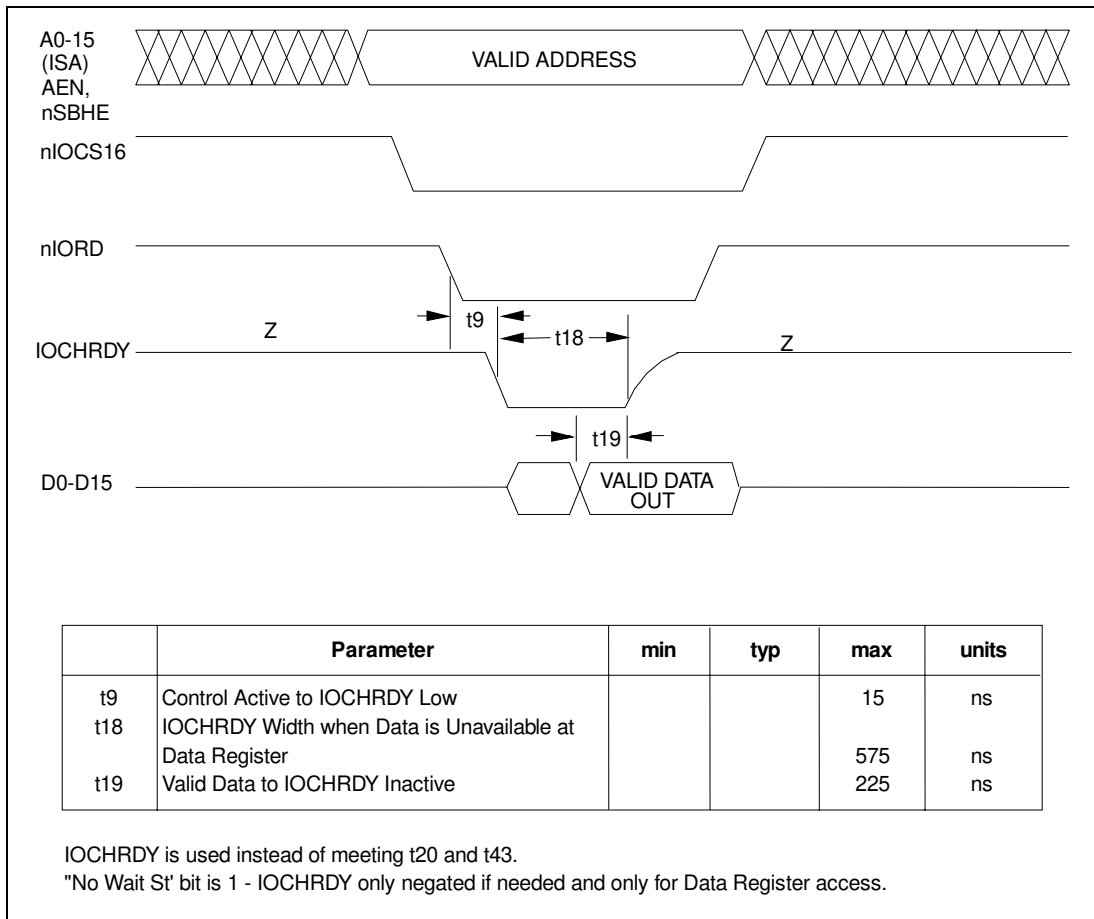 A0-15
(ISA)
AEN,
nSBHE
VALID ADDRESS
nIOCS16
nIORD
t9
Z
t18
Z
IOCHRDY
t19
D0-D15
VALID DATA
OUT
Parameter min typ max units
t9 Control Active to IOCHRDY Low 15 ns
t18 IOCHRDY Width when Data is Unavailable at
Data Register 575 ns
t19 Valid Data to IOCHRDY Inactive 225 ns
IOCHRDY is used instead of meeting t20 and t43.
"No Wait St' bit is 1 - IOCHRDY only negated if needed and only for Data Register access.